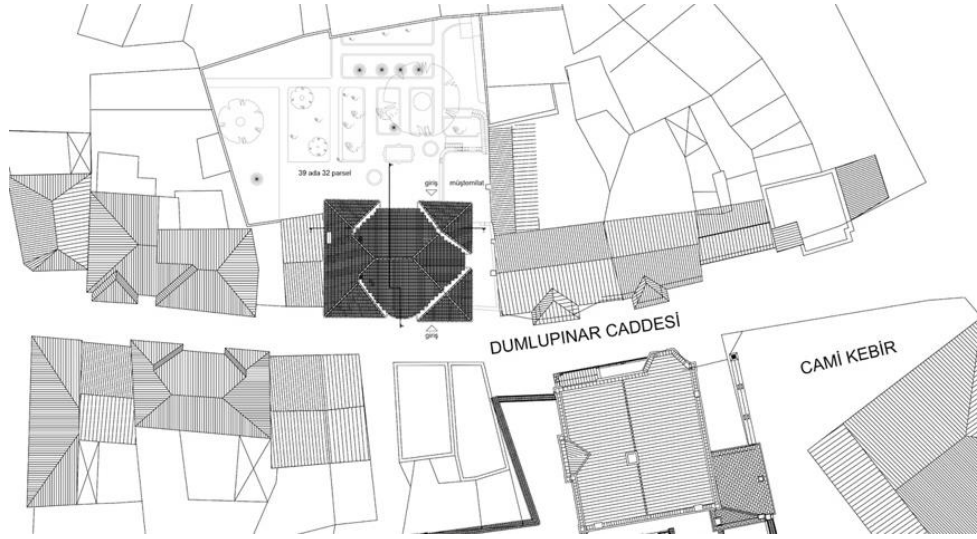 39 ada 32 parsel
giriş
müştemilat
giriş
DUMLUPINAR CADDESİ
CAMİ KEBİR